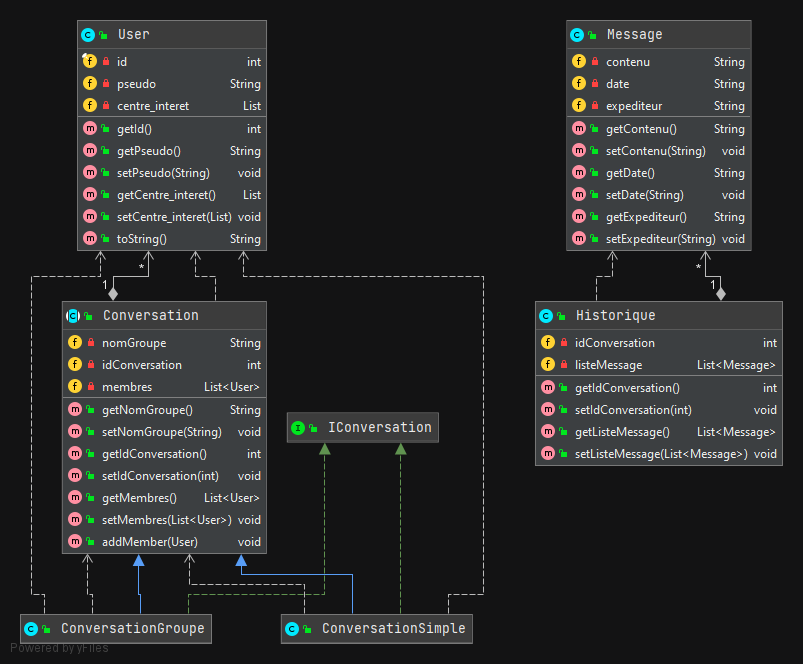 User
id int
pseudo String
centre_interet List
getId() int
getPseudo() String
setPseudo(String) void
getCentre_interet() List
setCentre_interet(List) void
toString() String
Message
contenu String
date String
expediteur String
getContenu() String
setContenu(String) void
getDate() String
setDate(String) void
getExpediteur() String
setExpediteur(String) void
1
*
*
1
Conversation
nomGroupe String
idConversation int
membres List<User>
getNomGroupe() String
setNomGroupe(String) void
getIdConversation() int
setIdConversation(int) void
getMembres() List<User>
setMembres(List<User>) void
addMember(User) void
IConversation
Historique
idConversation int
listeMessage List<Message>
getIdConversation() int
setIdConversation(int) void
getListeMessage() List<Message>
setListeMessage(List<Message>) void
ConversationGroupe
ConversationSimple
Powered by yFiles